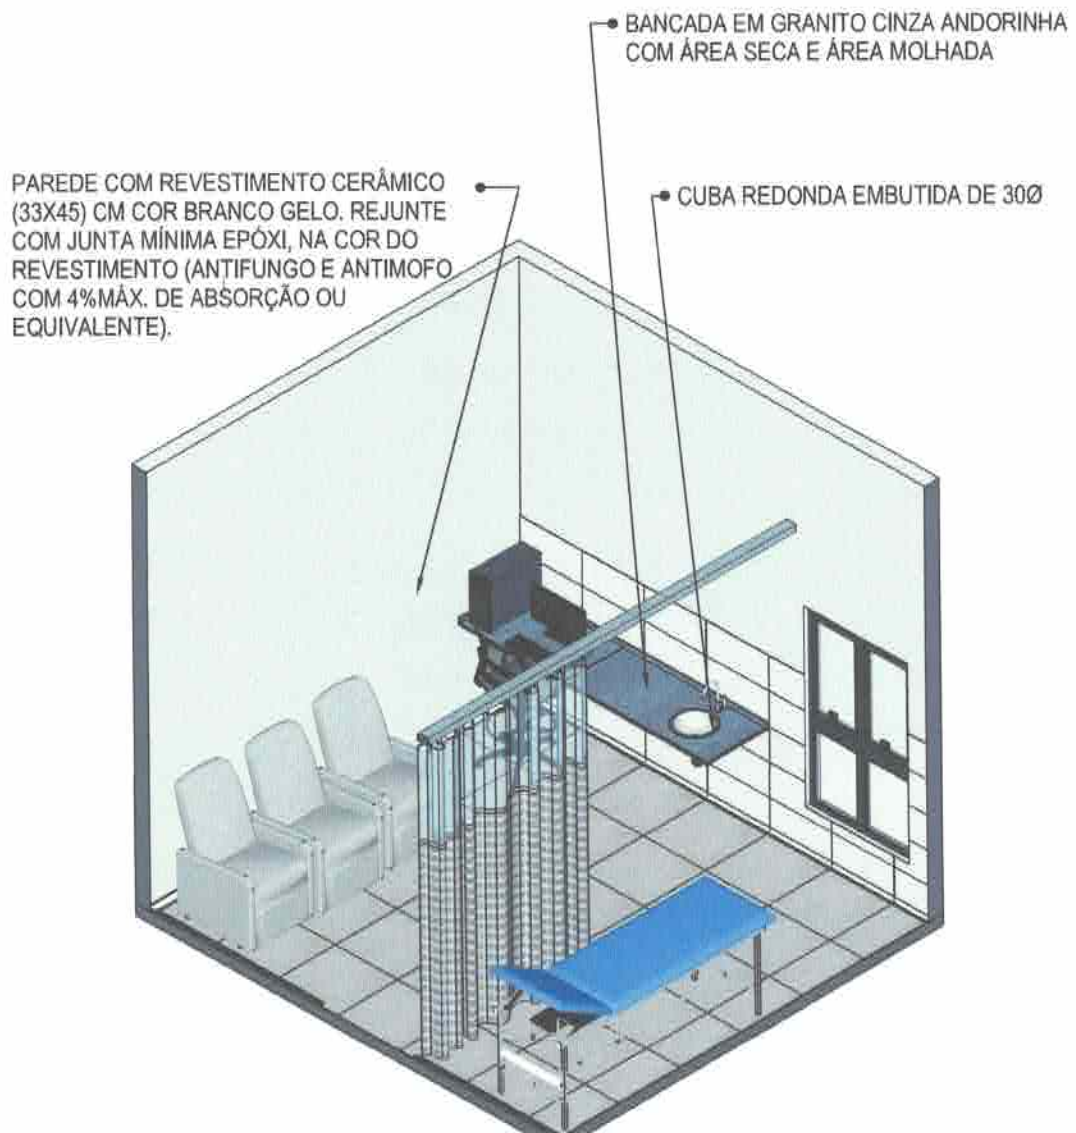 BANCADA EM GRANITO CINZA ANDORINHA
COM ÁREA SECA E ÁREA MOLHADA
PAREDE COM REVESTIMENTO CERÂMICO
(33X45) CM COR BRANCO GELO. REJUNTE
COM JUNTA MÍNIMA EPÓXI, NA COR DO
REVESTIMENTO (ANTIFUNGO E ANTIMOFO
COM 4%MÁX. DE ABSORÇÃO OU
EQUIVALENTE).
CUBA REDONDA EMBUTIDA DE 30Ø